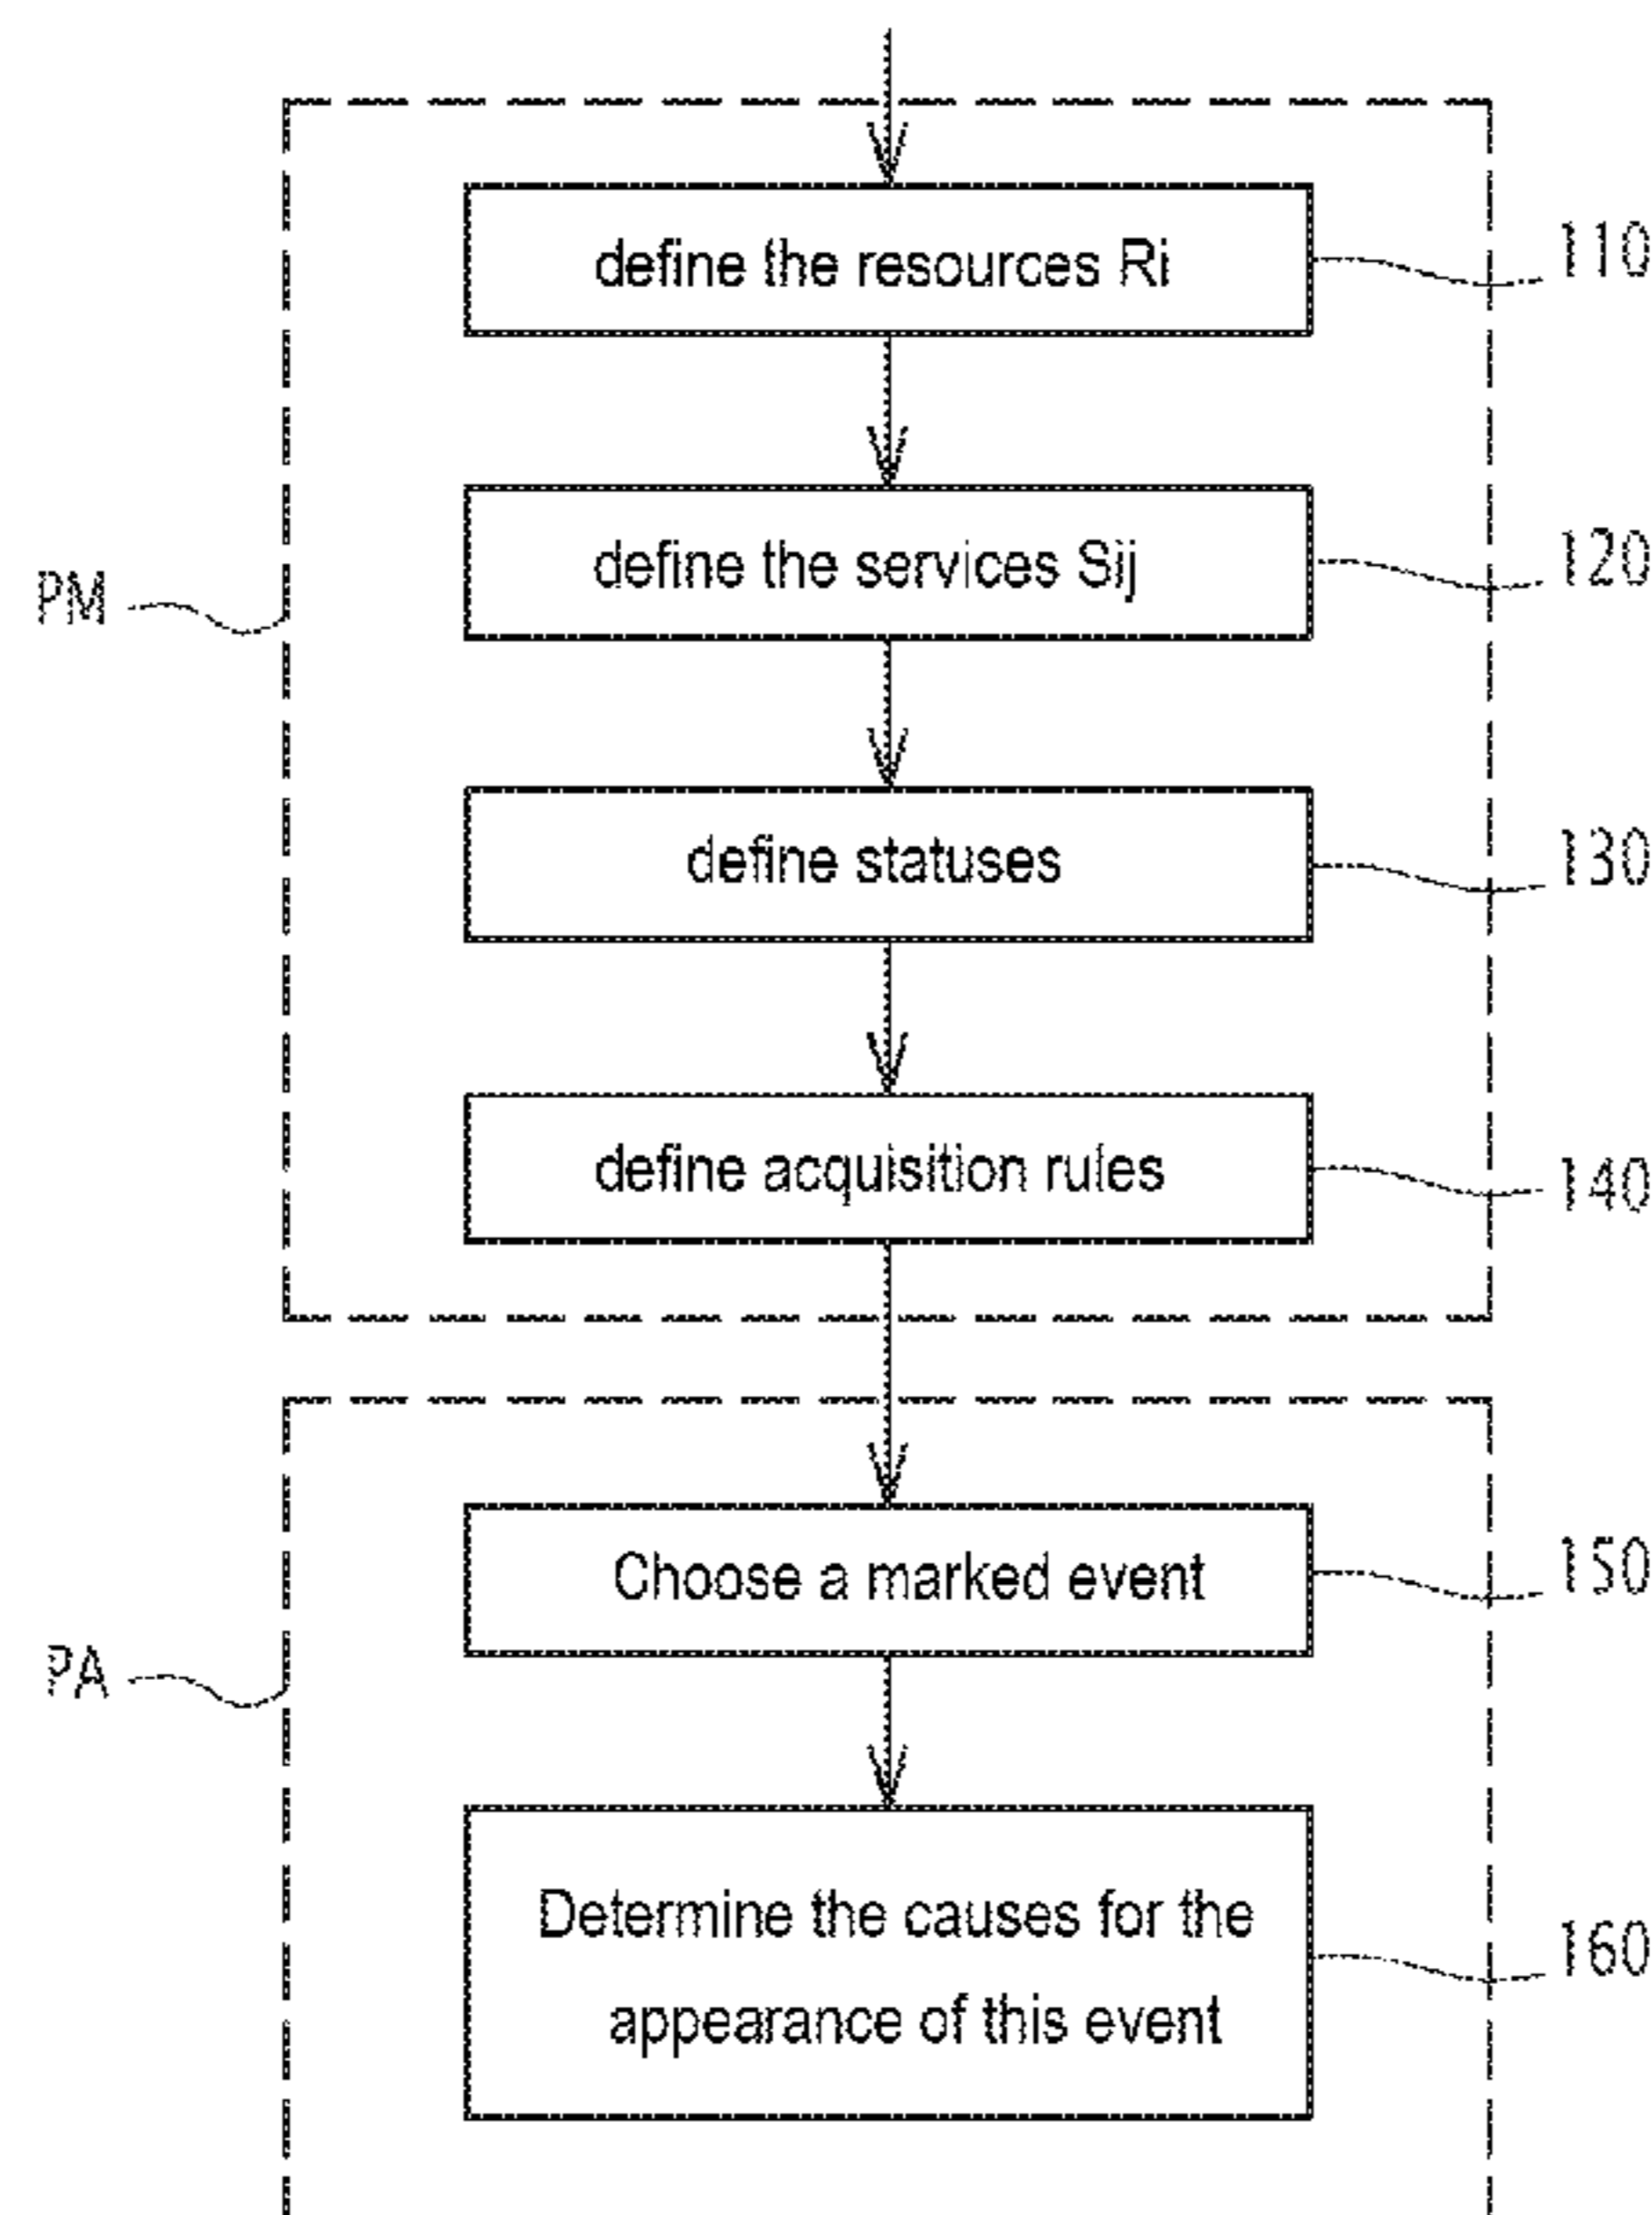 define the resources Ri
110
define the services Sij
120
PM
define statuses
130
define acquisition rules
140
Choose a marked event
150
PA
Determine the causes for the
appearance of this event
160